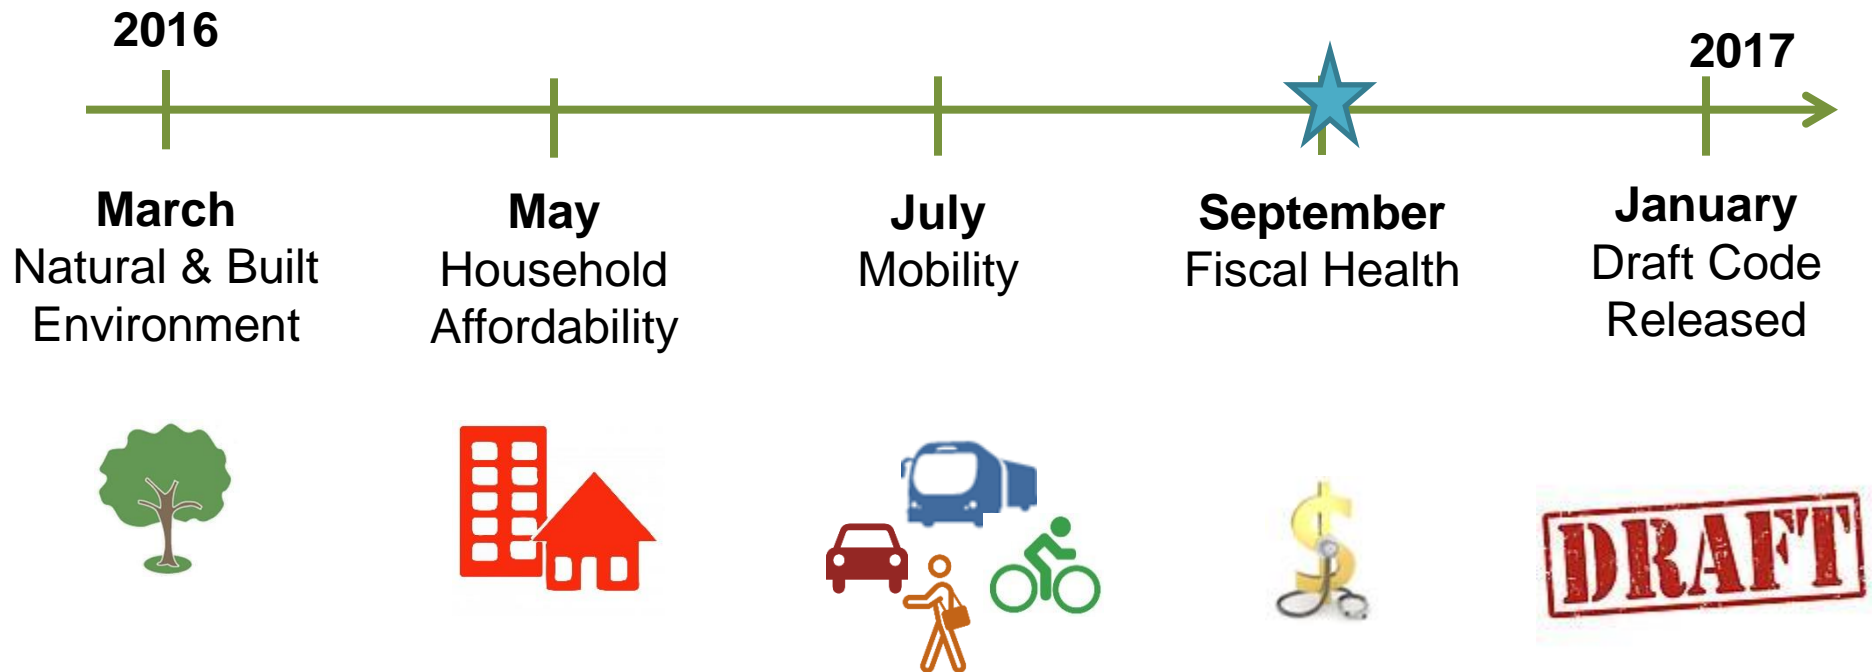 2016
2017
March
Natural & Built
Environment
May
Household
Affordability
July
Mobility
September
Fiscal Health
January
Draft Code
Released
$
DRAFT